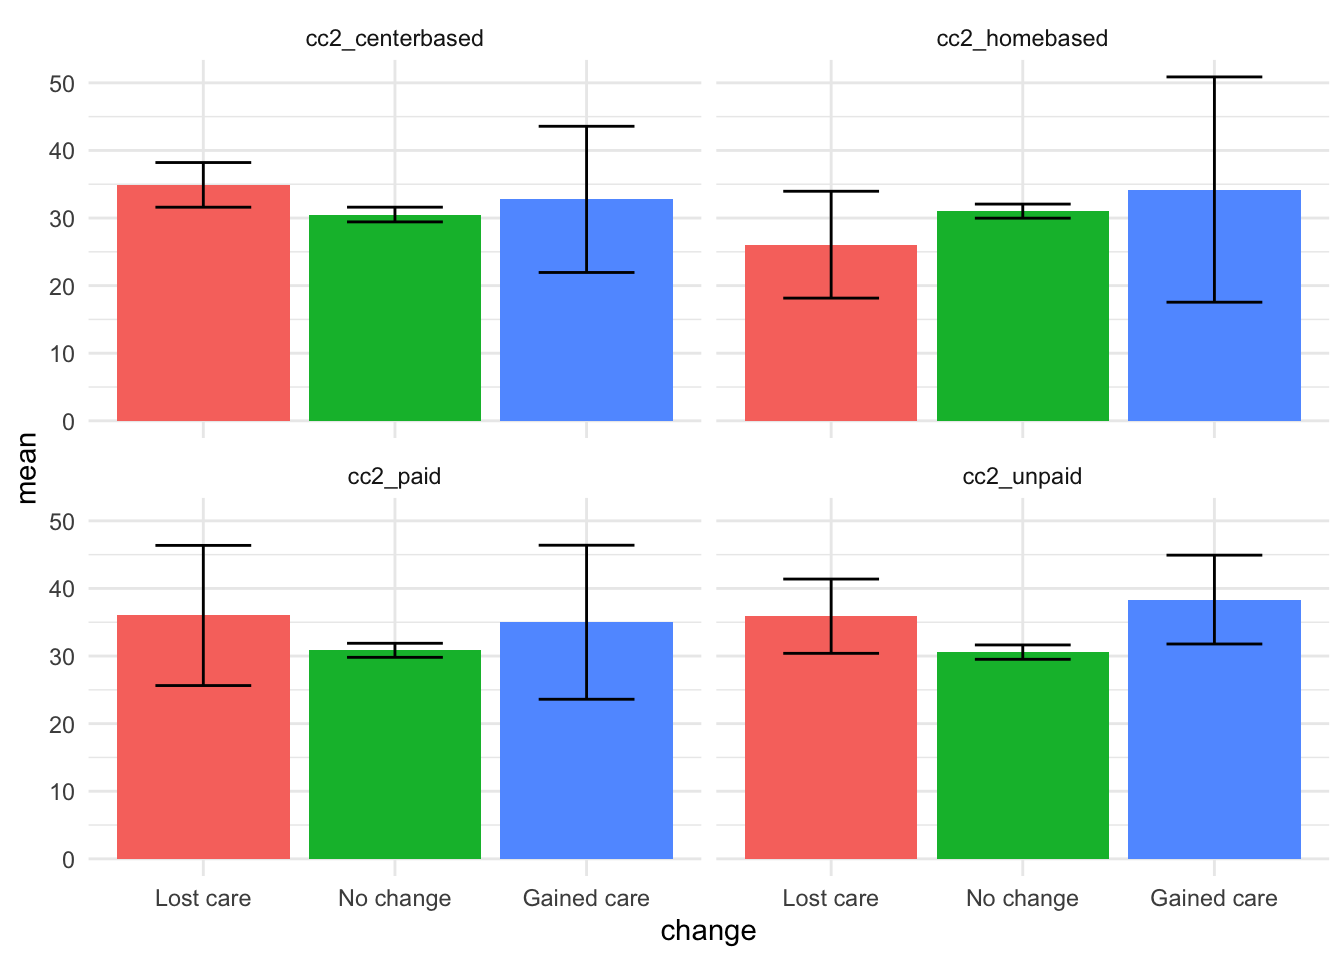 cc2_centerbased
cc2_homebased
50
40
30
20
10
0
mean
cc2_paid
cc2_unpaid
50
40
30
20
10
0
Lost care
No change
Gained care
Lost care
No change
Gained care
change